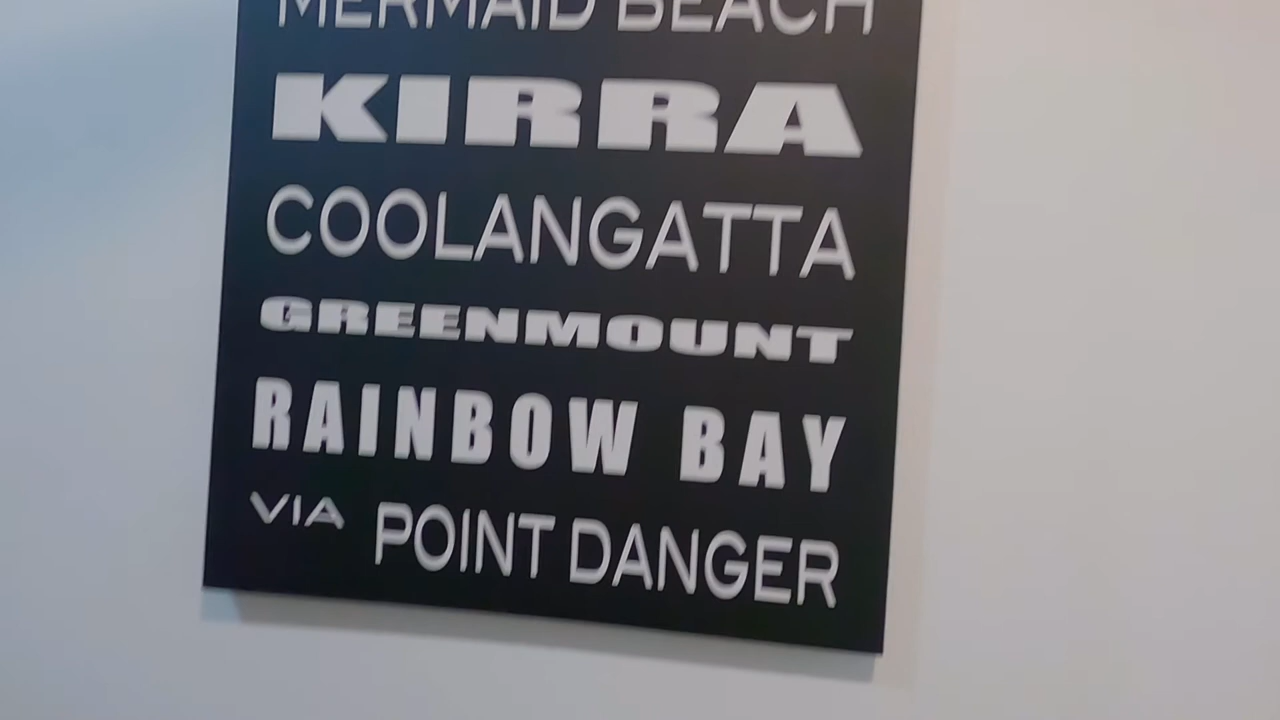 MERMAID BEACH
KIRRA
COOLANGATTA
GREENMOUNT
RAINBOW BAY
VIA POINT DANGER